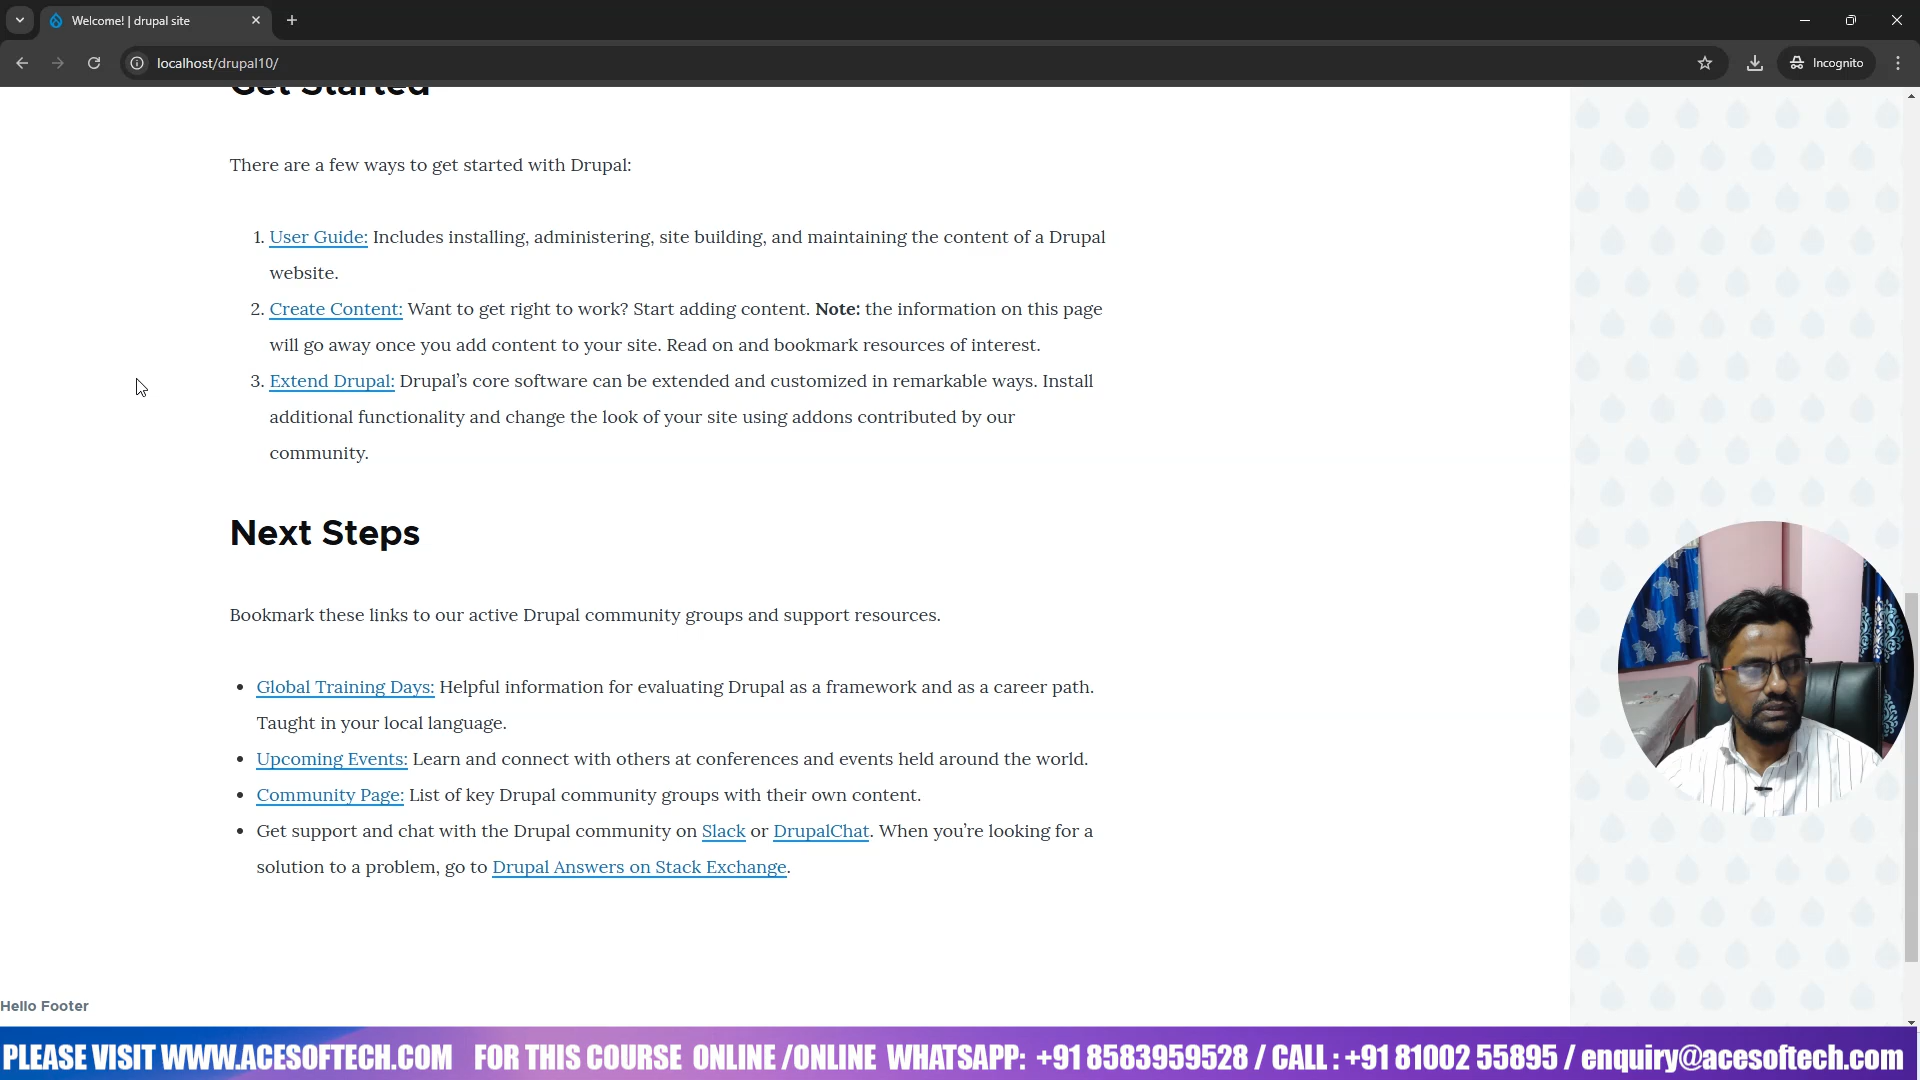 Welcome! | drupal site
localhost/drupal10/
Incognito
Get Started
There are a few ways to get started with Drupal:
1. User Guide: Includes installing, administering, site building, and maintaining the content of a Drupal
website.
2. Create Content: Want to get right to work? Start adding content. Note: the information on this page
will go away once you add content to your site. Read on and bookmark resources of interest.
3. Extend Drupal: Drupal’s core software can be extended and customized in remarkable ways. Install
additional functionality and change the look of your site using addons contributed by our
community.
Next Steps
Bookmark these links to our active Drupal community groups and support resources.
• Global Training Days: Helpful information for evaluating Drupal as a framework and as a career path.
Taught in your local language.
• Upcoming Events: Learn and connect with others at conferences and events held around the world.
• Community Page: List of key Drupal community groups with their own content.
• Get support and chat with the Drupal community on Slack or DrupalChat. When you’re looking for a
solution to a problem, go to Drupal Answers on Stack Exchange.
Hello Footer
PLEASE VISIT WWW.ACESOFTECH.COM FOR THIS COURSE ONLINE /ONLINE WHATSAPP: +91 8583959528 / CALL : +91 81002 55895 / enquiry@acesoftech.com